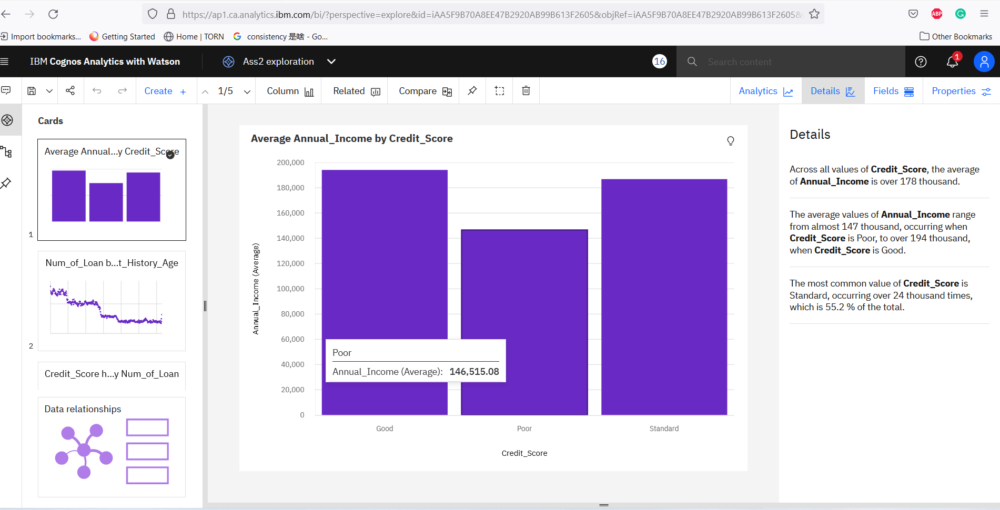 https://ap1.ca.analytics.ibm.com/bi/?perspective=explore&id=iAA5F9B70A8EE47B2920AB99B613F2605&objRef=iAA5F9B70A8EE47B2920AB99B613F2605&
ABP
G
Import bookmarks...
Getting Started
Home | TORN
consistency 是啥 - Go...
Other Bookmarks
IBM Cognos Analytics with Watson
Ass2 exploration
16
Search content
1
Create +
1/5
Column
Related
Compare
Analytics
Details
Fields
Properties
Cards
Average Annual...y Credit_Score
1
Num_of_Loan b...t_History_Age
2
Credit_Score h...y Num_of_Loan
Data relationships
Average Annual_Income by Credit_Score
Annual_Income (Average)
200,000
180,000
160,000
140,000
120,000
100,000
80,000
60,000
40,000
20,000
0
Poor
Annual_Income (Average): 146,515.08
Good
Poor
Standard
Credit_Score
Details
Across all values of Credit_Score, the average
of Annual_Income is over 178 thousand.
The average values of Annual_Income range
from almost 147 thousand, occurring when
Credit_Score is Poor, to over 194 thousand,
when Credit_Score is Good.
The most common value of Credit_Score is
Standard, occurring over 24 thousand times,
which is 55.2 % of the total.